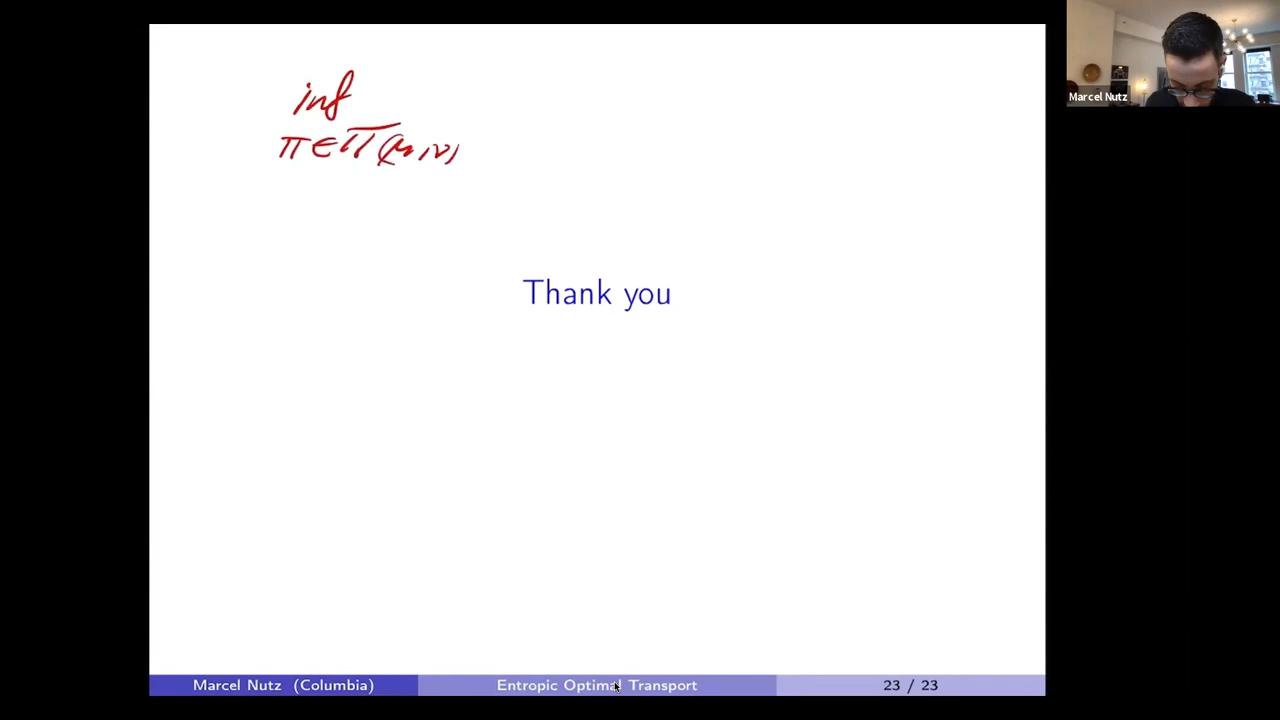 inf
π∈Π(μ,ν)
Thank you
Marcel Nutz (Columbia)
Entropic Optimal Transport
23 / 23
Marcel Nutz